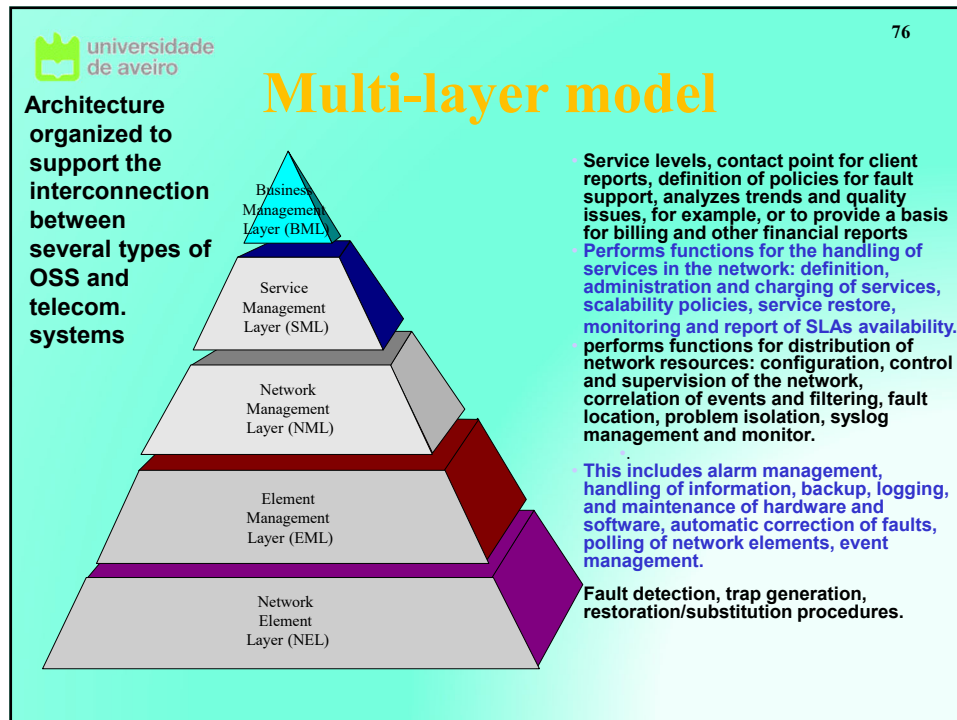 76
universidade
de aveiro
Multi-layer model
Architecture
organized to
support the
interconnection
between
several types of
OSS and
telecom.
systems
Business
Management
Layer (BML)
Service
Management
Layer (SML)
Network
Management
Layer (NML)
Element
Management
Layer (EML)
Network
Element
Layer (NEL)
• Service levels, contact point for client
reports, definition of policies for fault
support, analyzes trends and quality
issues, for example, or to provide a basis
for billing and other financial reports
• Performs functions for the handling of
services in the network: definition,
administration and charging of services,
scalability policies, service restore,
monitoring and report of SLAs availability.
• performs functions for distribution of
network resources: configuration, control
and supervision of the network,
correlation of events and filtering, fault
location, problem isolation, syslog
management and monitor.
• .
• This includes alarm management,
handling of information, backup, logging,
and maintenance of hardware and
software, automatic correction of faults,
polling of network elements, event
management.
Fault detection, trap generation,
restoration/substitution procedures.